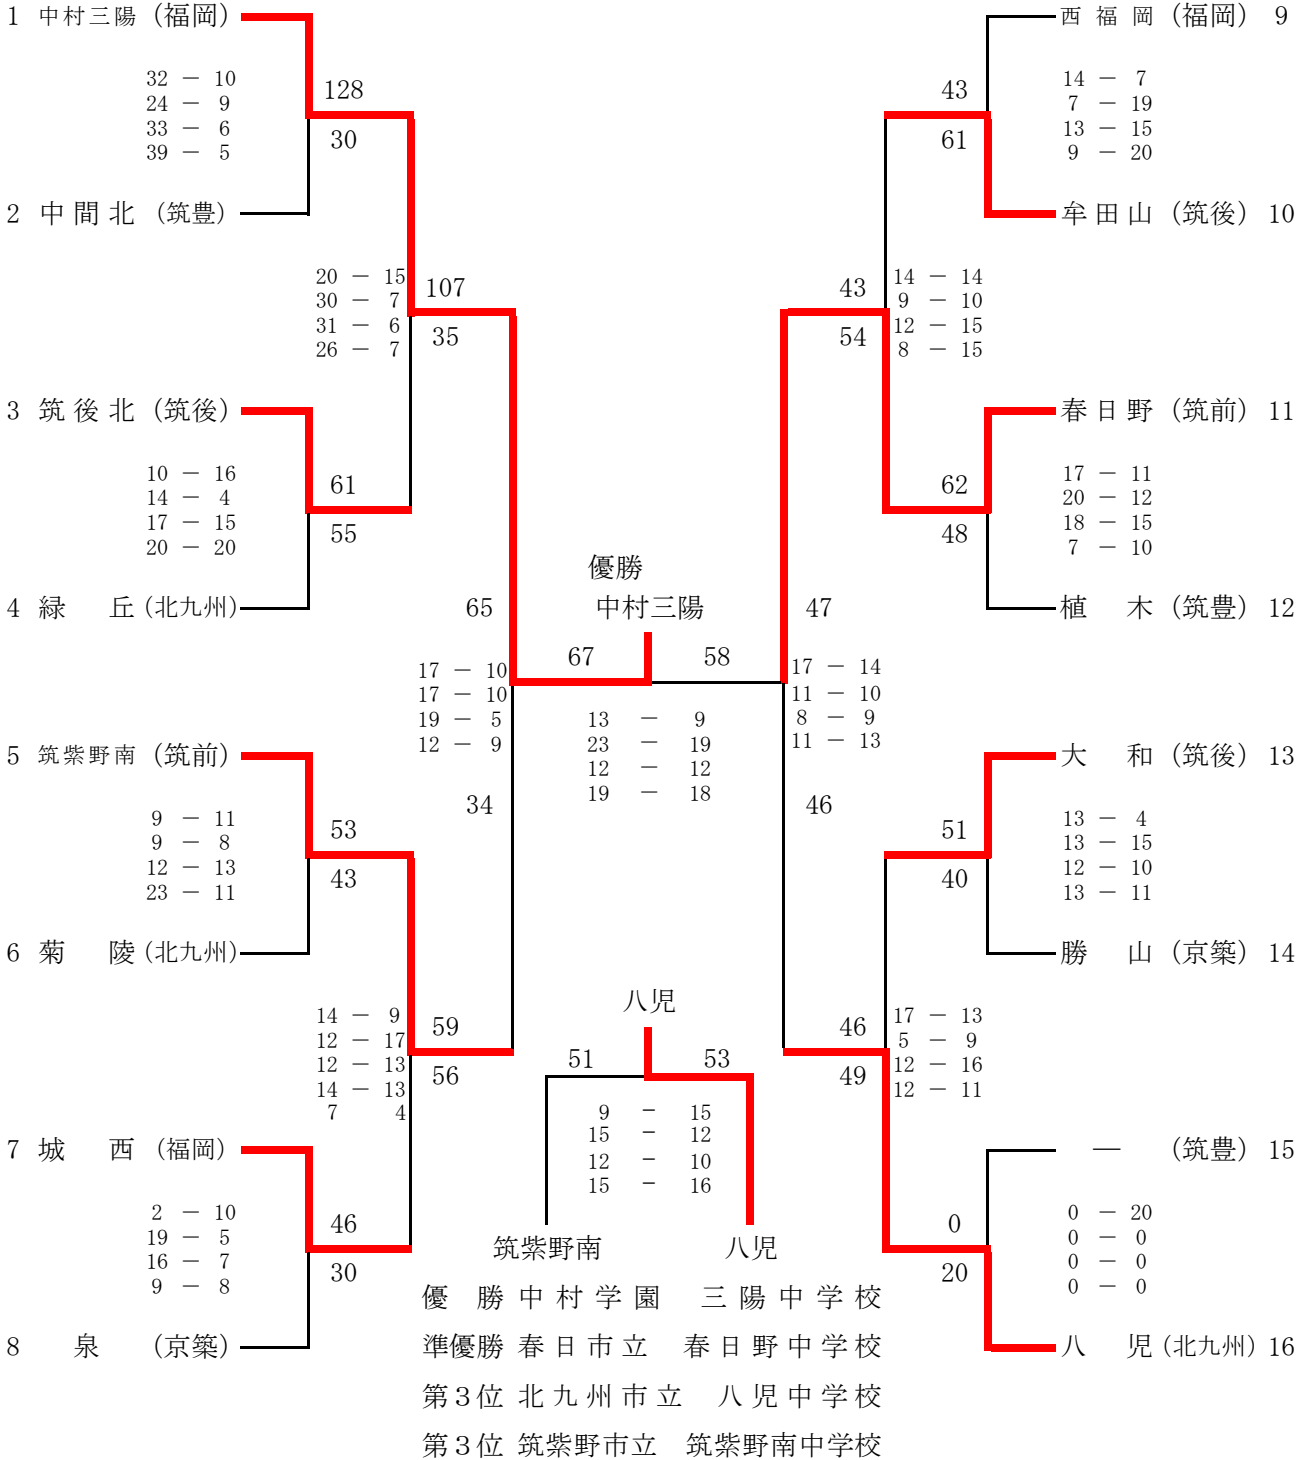 1 中村三陽 (福岡)
32 － 10
24 － 9
33 － 6
39 － 5
128
30
2 中間北 (筑豊)
20 － 15
30 － 7
31 － 6
26 － 7
107
35
3 筑後北 (筑後)
10 － 16
14 － 4
17 － 15
20 － 20
61
55
4 緑 丘 (北九州)
65
17 － 10
17 － 10
19 － 5
12 － 9
34
5 筑紫野南 (筑前)
9 － 11
9 － 8
12 － 13
23 － 11
53
43
6 菊 陵 (北九州)
14 － 9
12 － 17
12 － 13
14 － 13
7 4
59
56
7 城 西 (福岡)
2 － 10
19 － 5
16 － 7
9 － 8
46
30
8 泉 (京築)
優勝
中村三陽
67 58
13 － 9
23 － 19
12 － 12
19 － 18
西福岡 (福岡) 9
14 － 7
7 － 19
13 － 15
9 － 20
43
61
牟田山 (筑後) 10
43
54
14 － 14
9 － 10
12 － 15
8 － 15
春日野 (筑前) 11
17 － 11
20 － 12
18 － 15
7 － 10
62
48
植 木 (筑豊) 12
47
17 － 14
11 － 10
8 － 9
11 － 13
46
大 和 (筑後) 13
13 － 4
13 － 15
12 － 10
13 － 11
51
40
勝 山 (京築) 14
46
49
17 － 13
5 － 9
12 － 16
12 － 11
― (筑豊) 15
0 － 20
0 － 0
0 － 0
0 － 0
0
20
八 児 (北九州) 16
八児
51 53
9 － 15
15 － 12
12 － 10
15 － 16
筑紫野南 八児
優 勝 中村学園 三陽中学校
準優勝 春日市立 春日野中学校
第３位 北九州市立 八児中学校
第３位 筑紫野市立 筑紫野南中学校